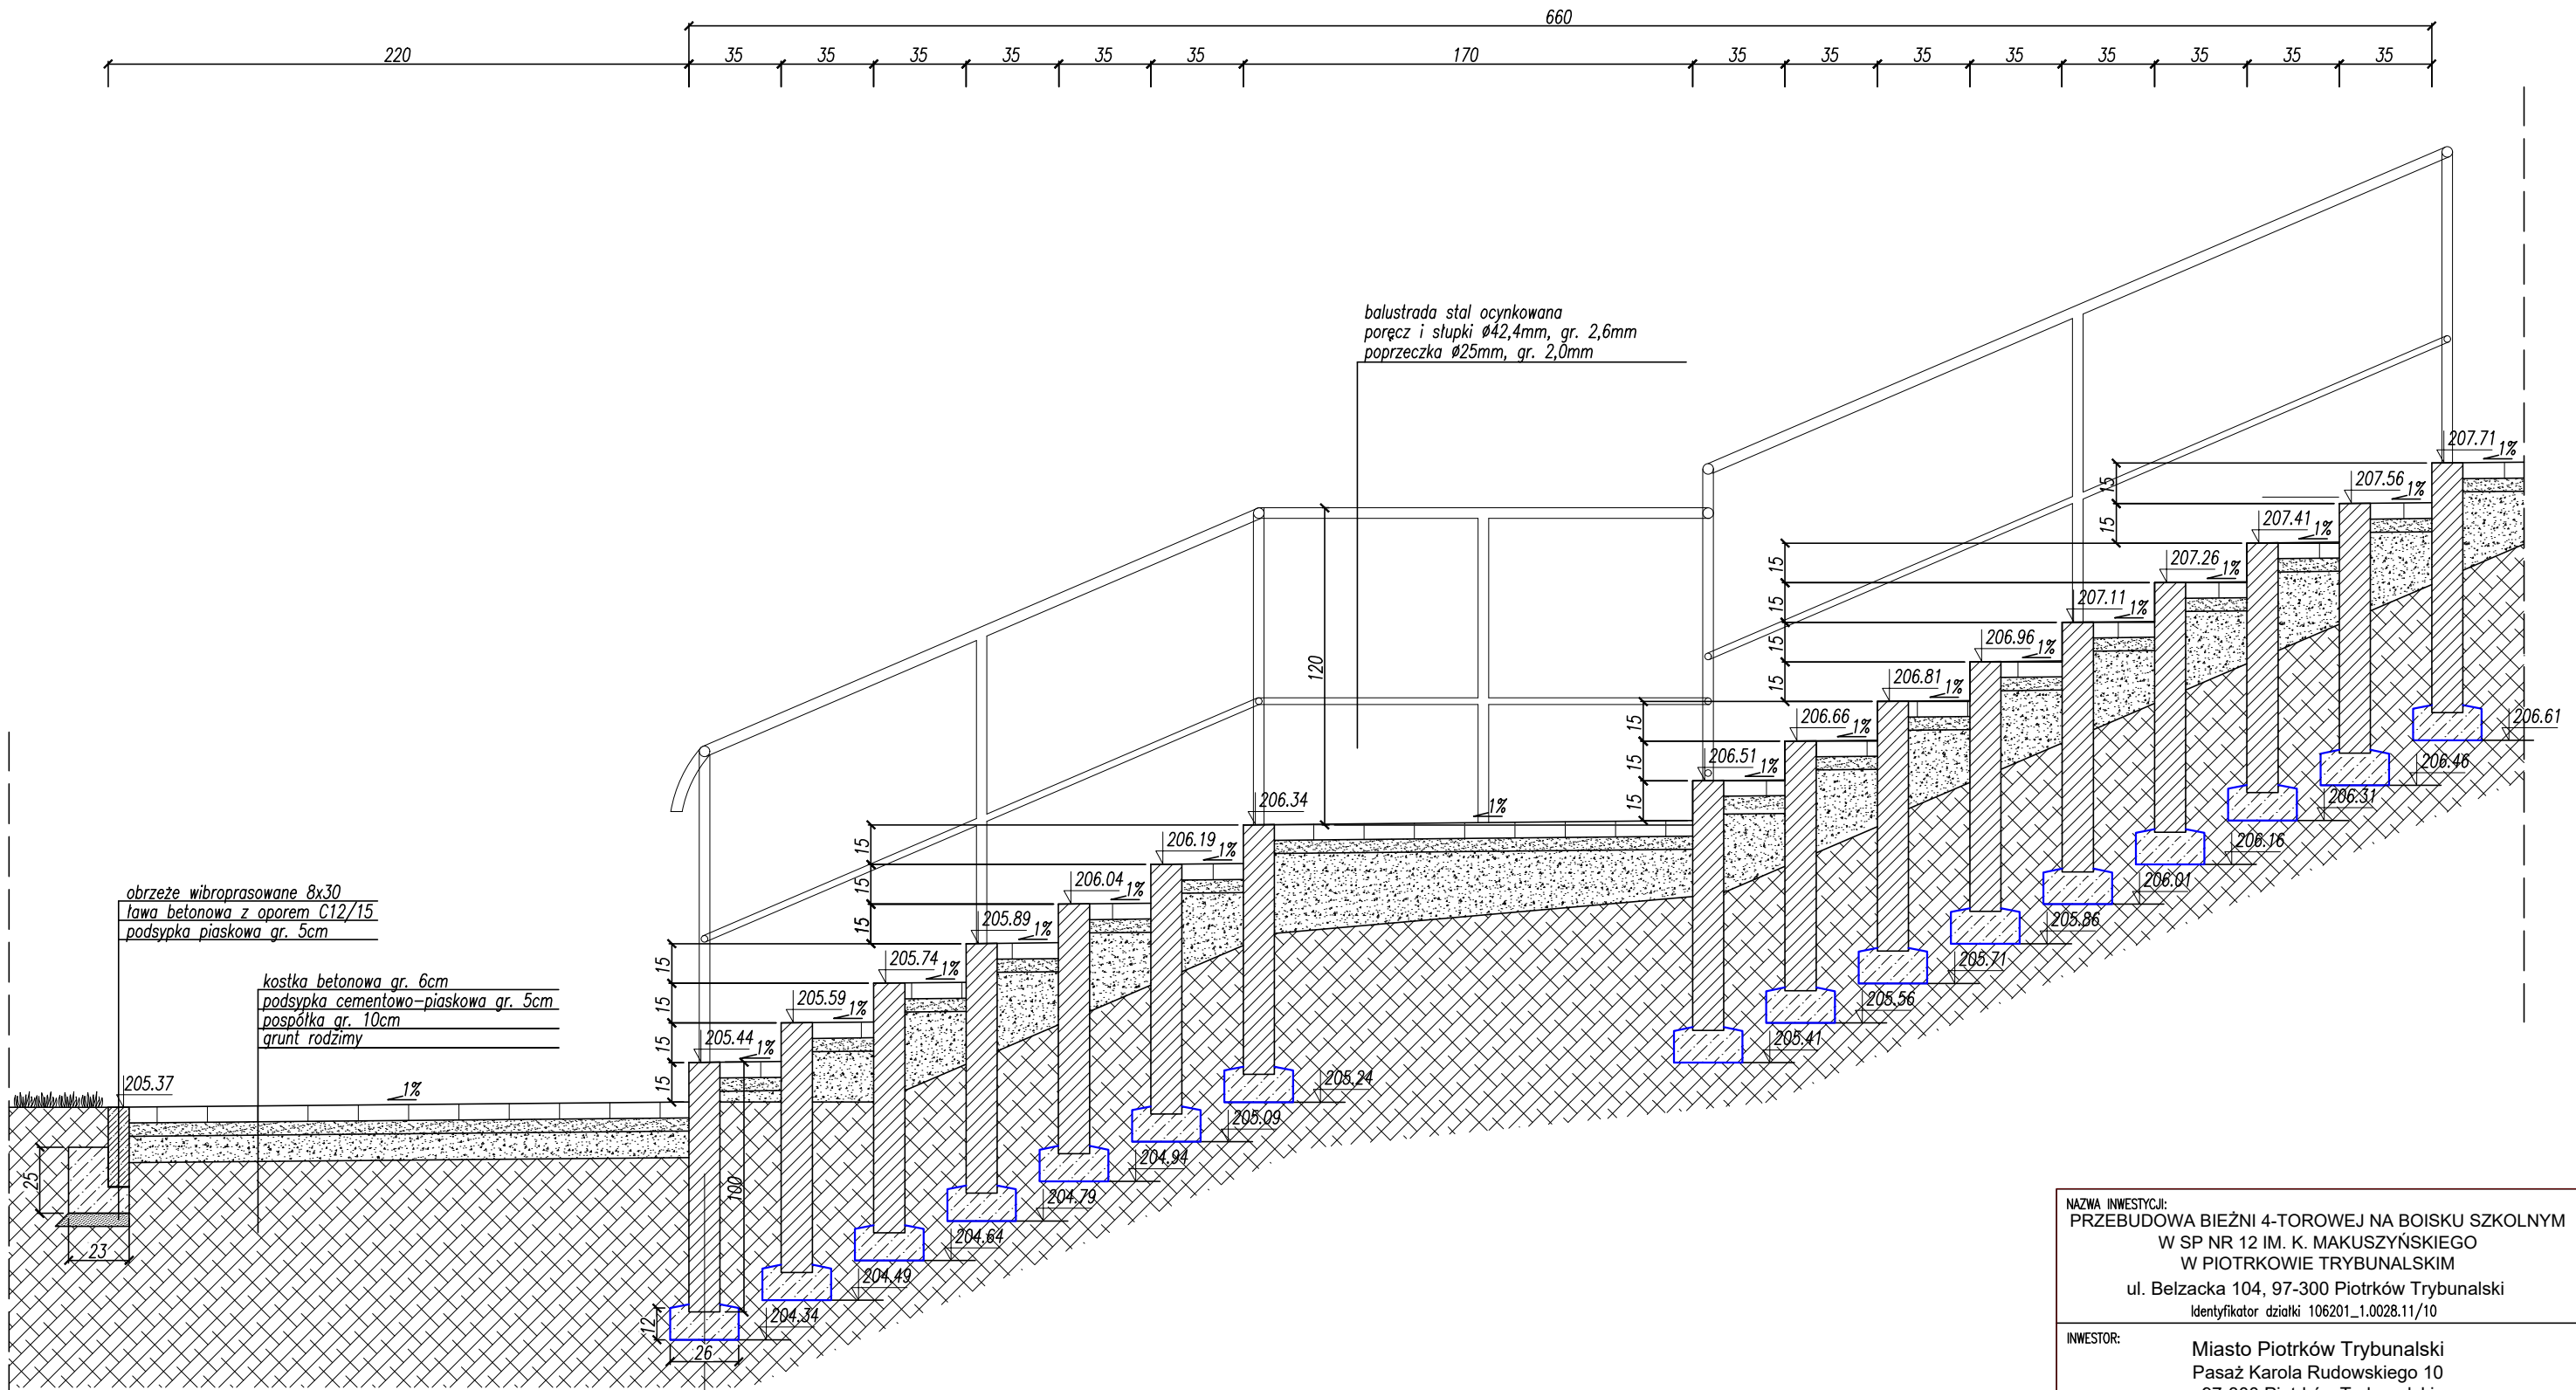 660
220 35 35 35 35 35 35 170 35 35 35 35 35 35 35 35
balustrada stal ocynkowana
poręcz i słupki Ø42,4mm, gr. 2,6mm
poprzeczka Ø25mm, gr. 2,0mm
207.71 1%
15 207.56 1%
15 207.41 1%
15 207.26 1%
15 207.11 1%
15 206.96 1%
15 206.81 1%
120
15 206.66 1%
15 206.51 1%
15 206.34 1%
15 206.19 1%
15 206.04 1%
15 205.89 1%
15 205.74 1%
15 205.59 1%
15 205.44 1%
15
206.61
206.46
206.31
206.16
206.01
205.86
205.71
205.56
205.41
205.24
205.09
204.94
204.79
204.64
204.49
204.34
obrzeże wibroprasowane 8x30
ława betonowa z oporem C12/15
podsypka piaskowa gr. 5cm
kostka betonowa gr. 6cm
podsypka cementowo-piaskowa gr. 5cm
pospółka gr. 10cm
grunt rodzimy
205.37 1%
25
23
100
12
26
NAZWA INWESTYCJI:
PRZEBUDOWA BIEŻNI 4-TOROWEJ NA BOISKU SZKOLNYM
W SP NR 12 IM. K. MAKUSZYŃSKIEGO
W PIOTRKOWIE TRYBUNALSKIM
ul. Belzacka 104, 97-300 Piotrków Trybunalski
Identyfikator działki 106201_1.0028.11/10
INWESTOR:
Miasto Piotrków Trybunalski
Pasaż Karola Rudowskiego 10